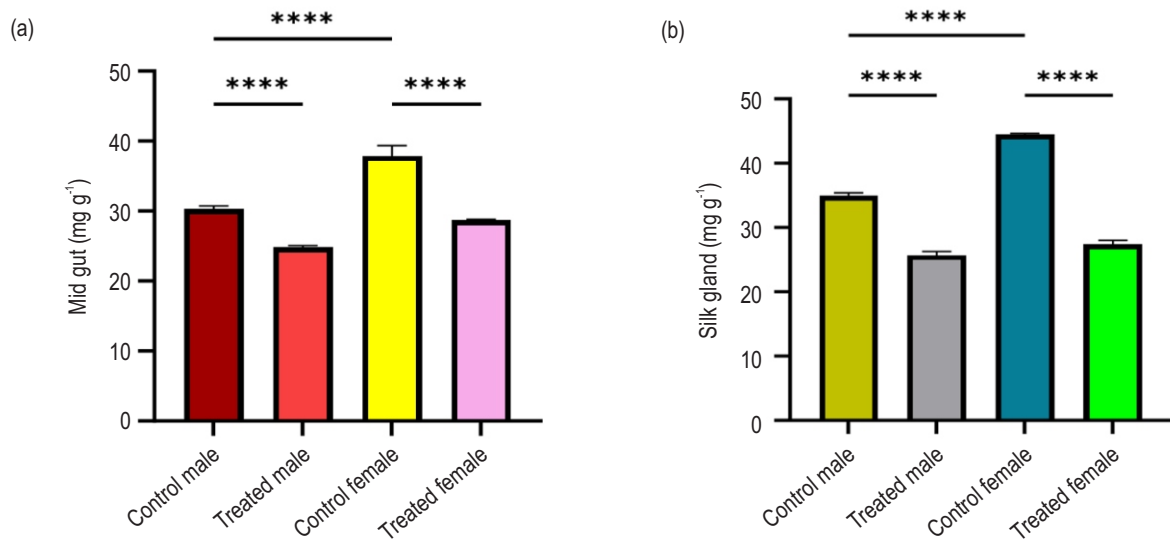 (a)
****
****
****
50
40
30
20
10
0
Mid gut (mg g-1)
Control male
Treated male
Control female
Treated female
(b)
****
****
****
50
40
30
20
10
0
Silk gland (mg g-1)
Control male
Treated male
Control female
Treated female